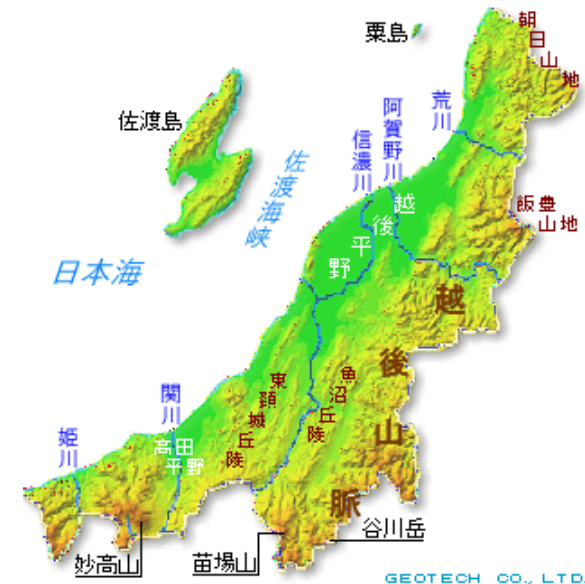 粟島
朝日山地
佐渡島
荒川
阿賀野川
信濃川
佐渡海峡
飯豊山地
越後平野
日本海
越後山脈
魚沼丘陵
東頚城丘陵
関川
高田
平野
姫川
妙高山
苗場山
谷川岳
GEOTECH CO., LTD